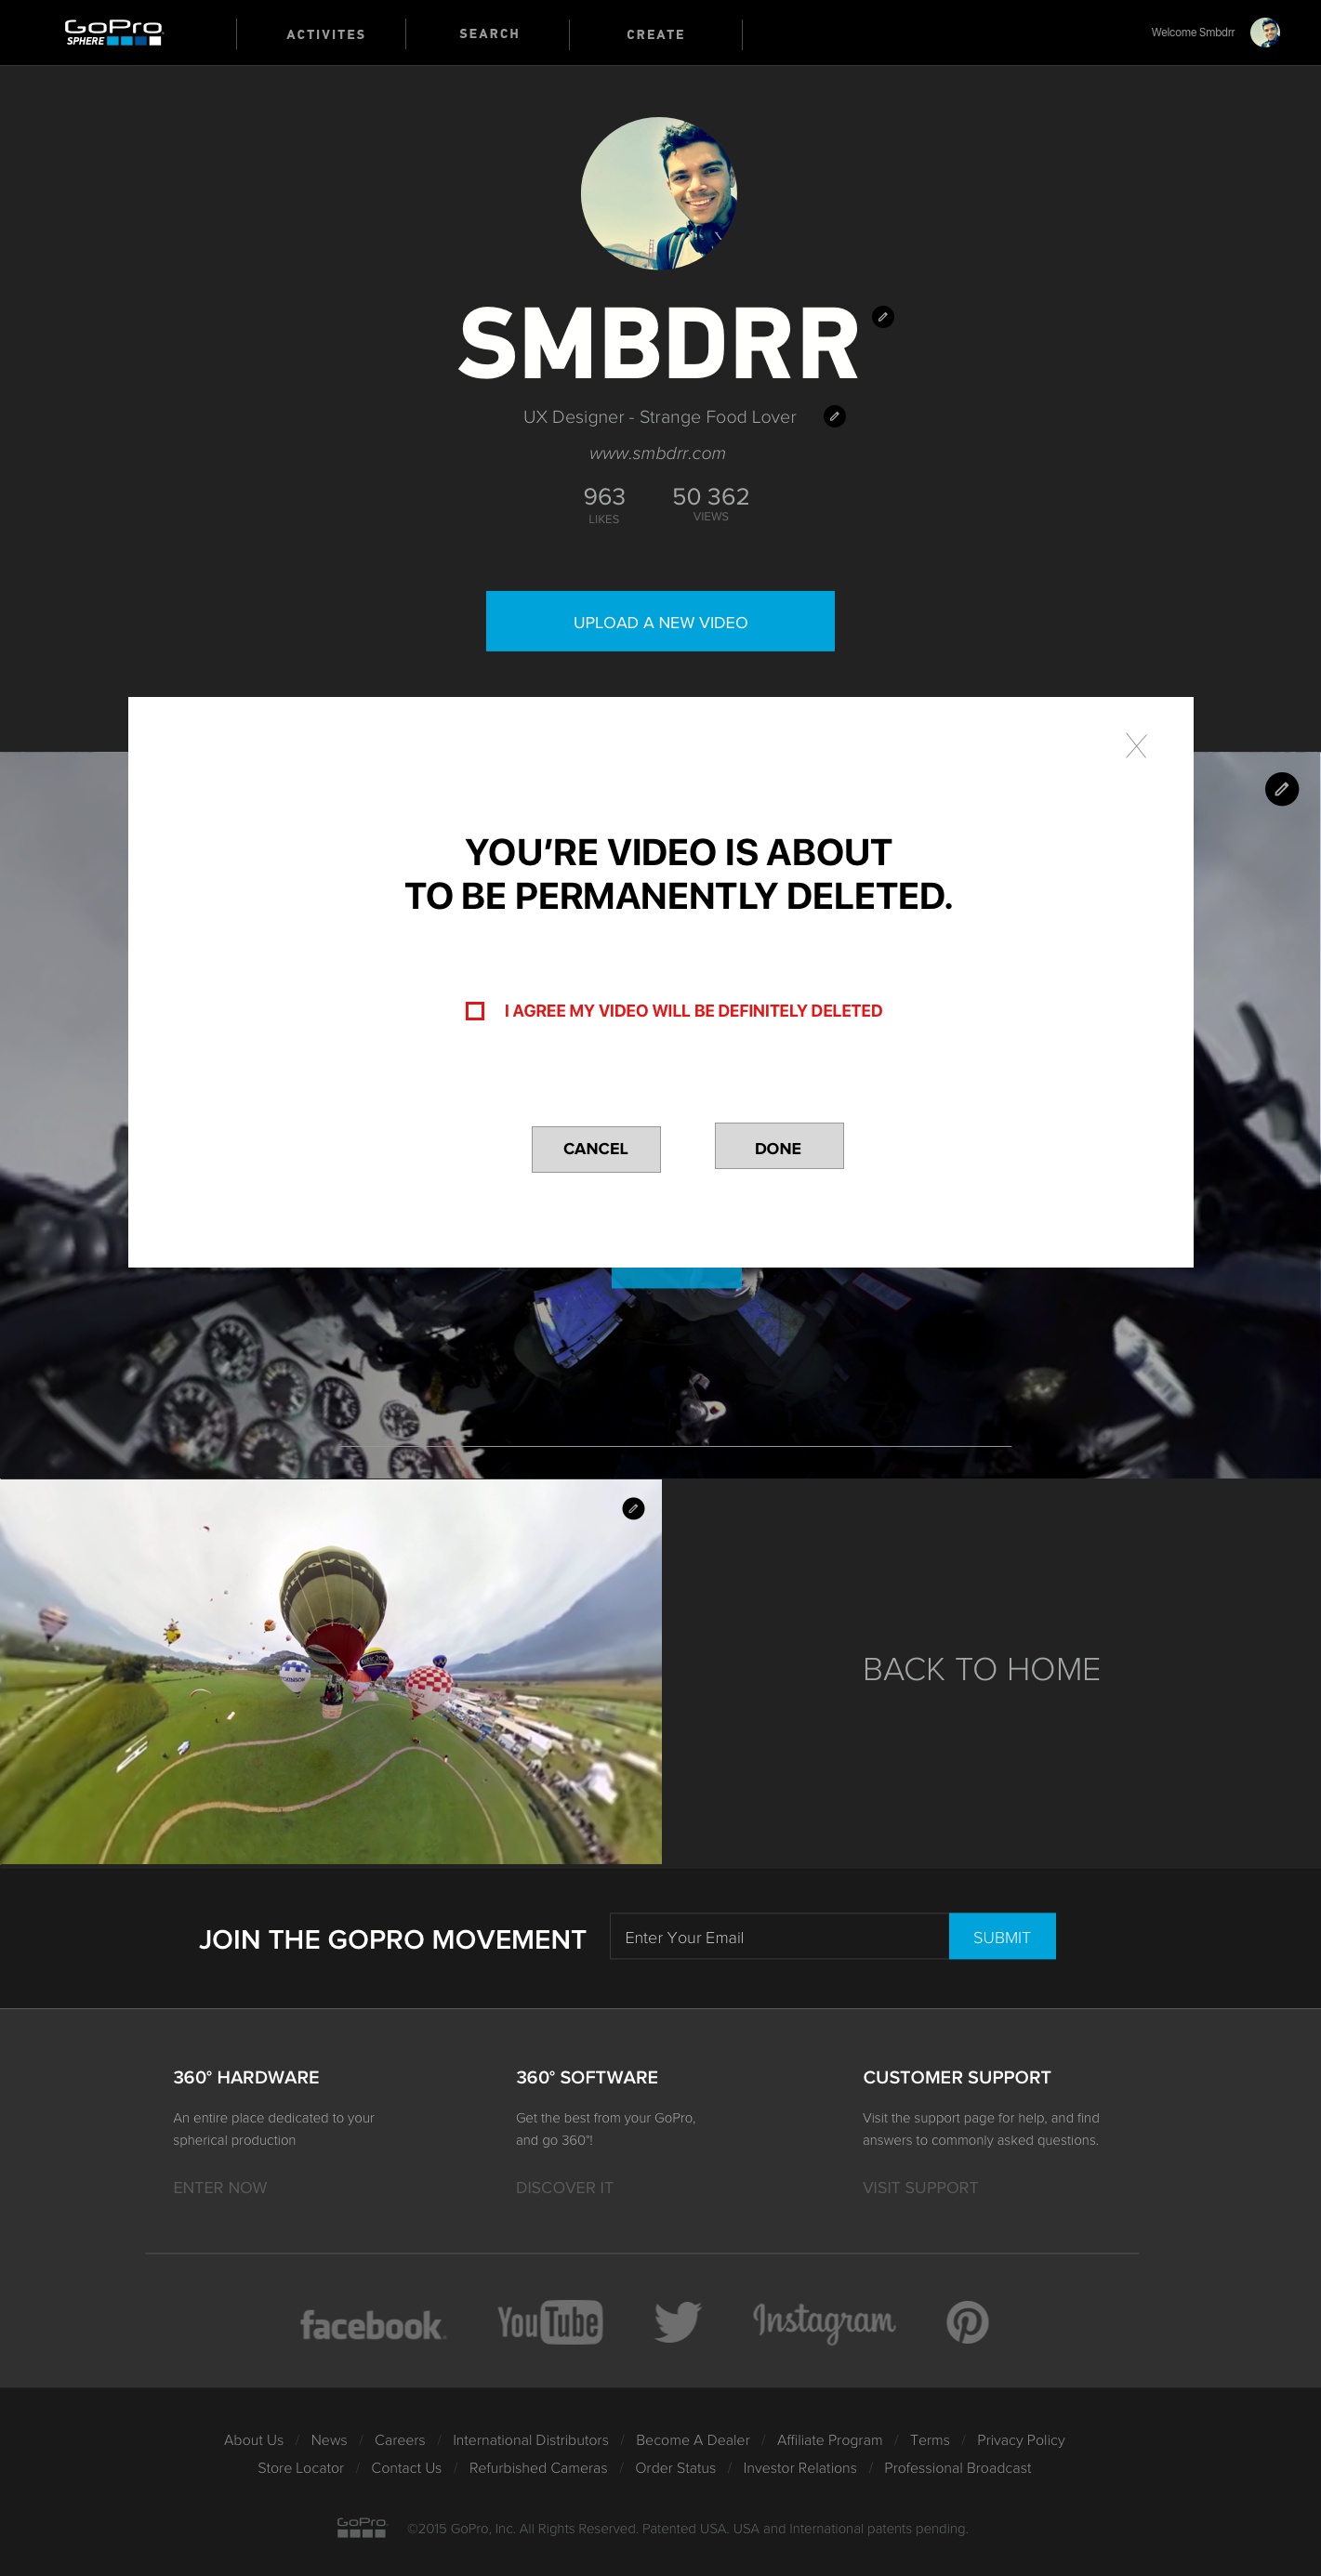 GoPro
SPHERE
ACTIVITES
SEARCH
CREATE
Welcome Smbdrr
SMBDRR
UX Designer - Strange Food Lover
www.smbdrr.com
963 50 362
LIKES VIEWS
UPLOAD A NEW VIDEO
X
YOU'RE VIDEO IS ABOUT
TO BE PERMANENTLY DELETED.
I AGREE MY VIDEO WILL BE DEFINITELY DELETED
CANCEL DONE
BACK TO HOME
JOIN THE GOPRO MOVEMENT
Enter Your Email
SUBMIT
360° HARDWARE
An entire place dedicated to your
spherical production
ENTER NOW
360° SOFTWARE
Get the best from your GoPro,
and go 360°!
DISCOVER IT
CUSTOMER SUPPORT
Visit the support page for help, and find
answers to commonly asked questions.
VISIT SUPPORT
facebook YouTube Instagram
About Us / News / Careers / International Distributors / Become A Dealer / Affiliate Program / Terms / Privacy Policy
Store Locator / Contact Us / Refurbished Cameras / Order Status / Investor Relations / Professional Broadcast
GoPro
©2015 GoPro, Inc. All Rights Reserved. Patented USA. USA and International patents pending.